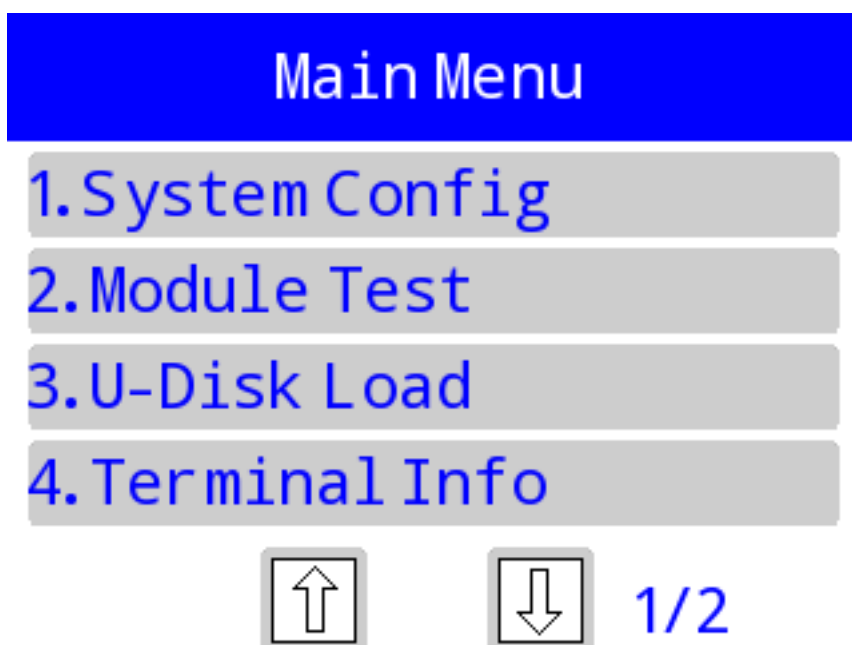 Main Menu
1.System Config
2.Module Test
3.U-Disk Load
4.Terminal Info
1/2